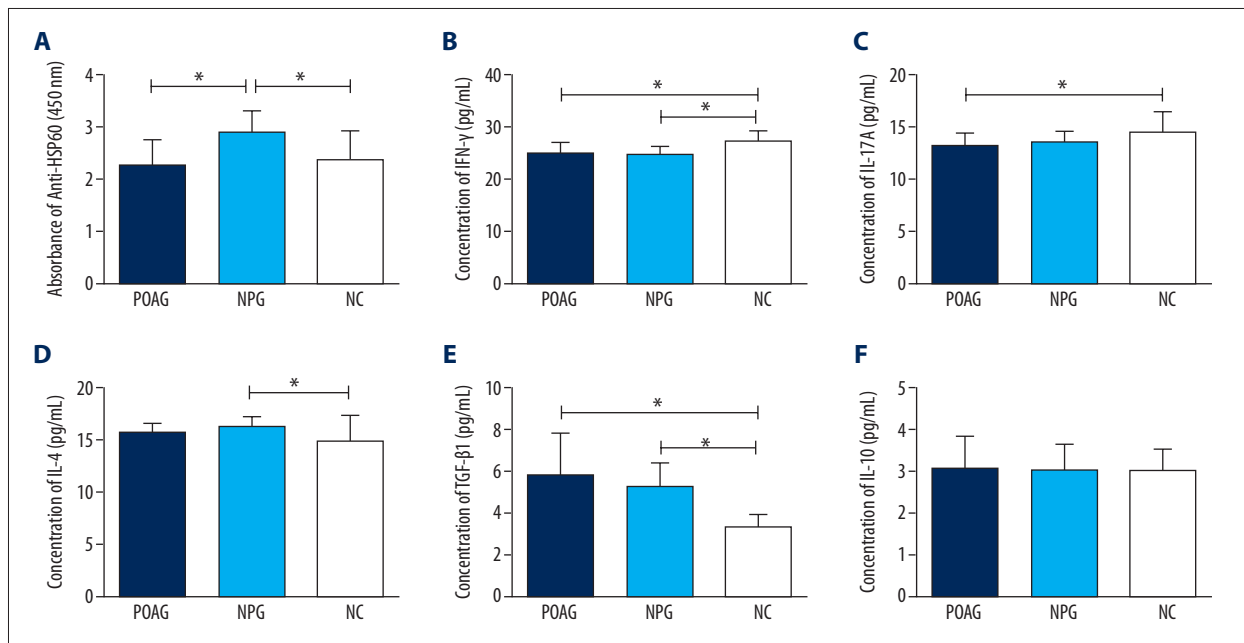 A
Absorbance of Anti-HSP60 (450 nm)
4
3
2
1
0
*
*
POAG
NPG
NC
B
Concentration of IFN-γ (pg/mL)
40
30
20
10
0
*
*
POAG
NPG
NC
C
Concentration of IL-17A (pg/mL)
20
15
10
5
0
*
POAG
NPG
NC
D
Concentration of IL-4 (pg/mL)
20
15
10
5
0
*
POAG
NPG
NC
E
Concentration of TGF-β1 (pg/mL)
10
8
6
4
2
0
*
*
POAG
NPG
NC
F
Concentration of IL-10 (pg/mL)
5
4
3
2
1
0
POAG
NPG
NC